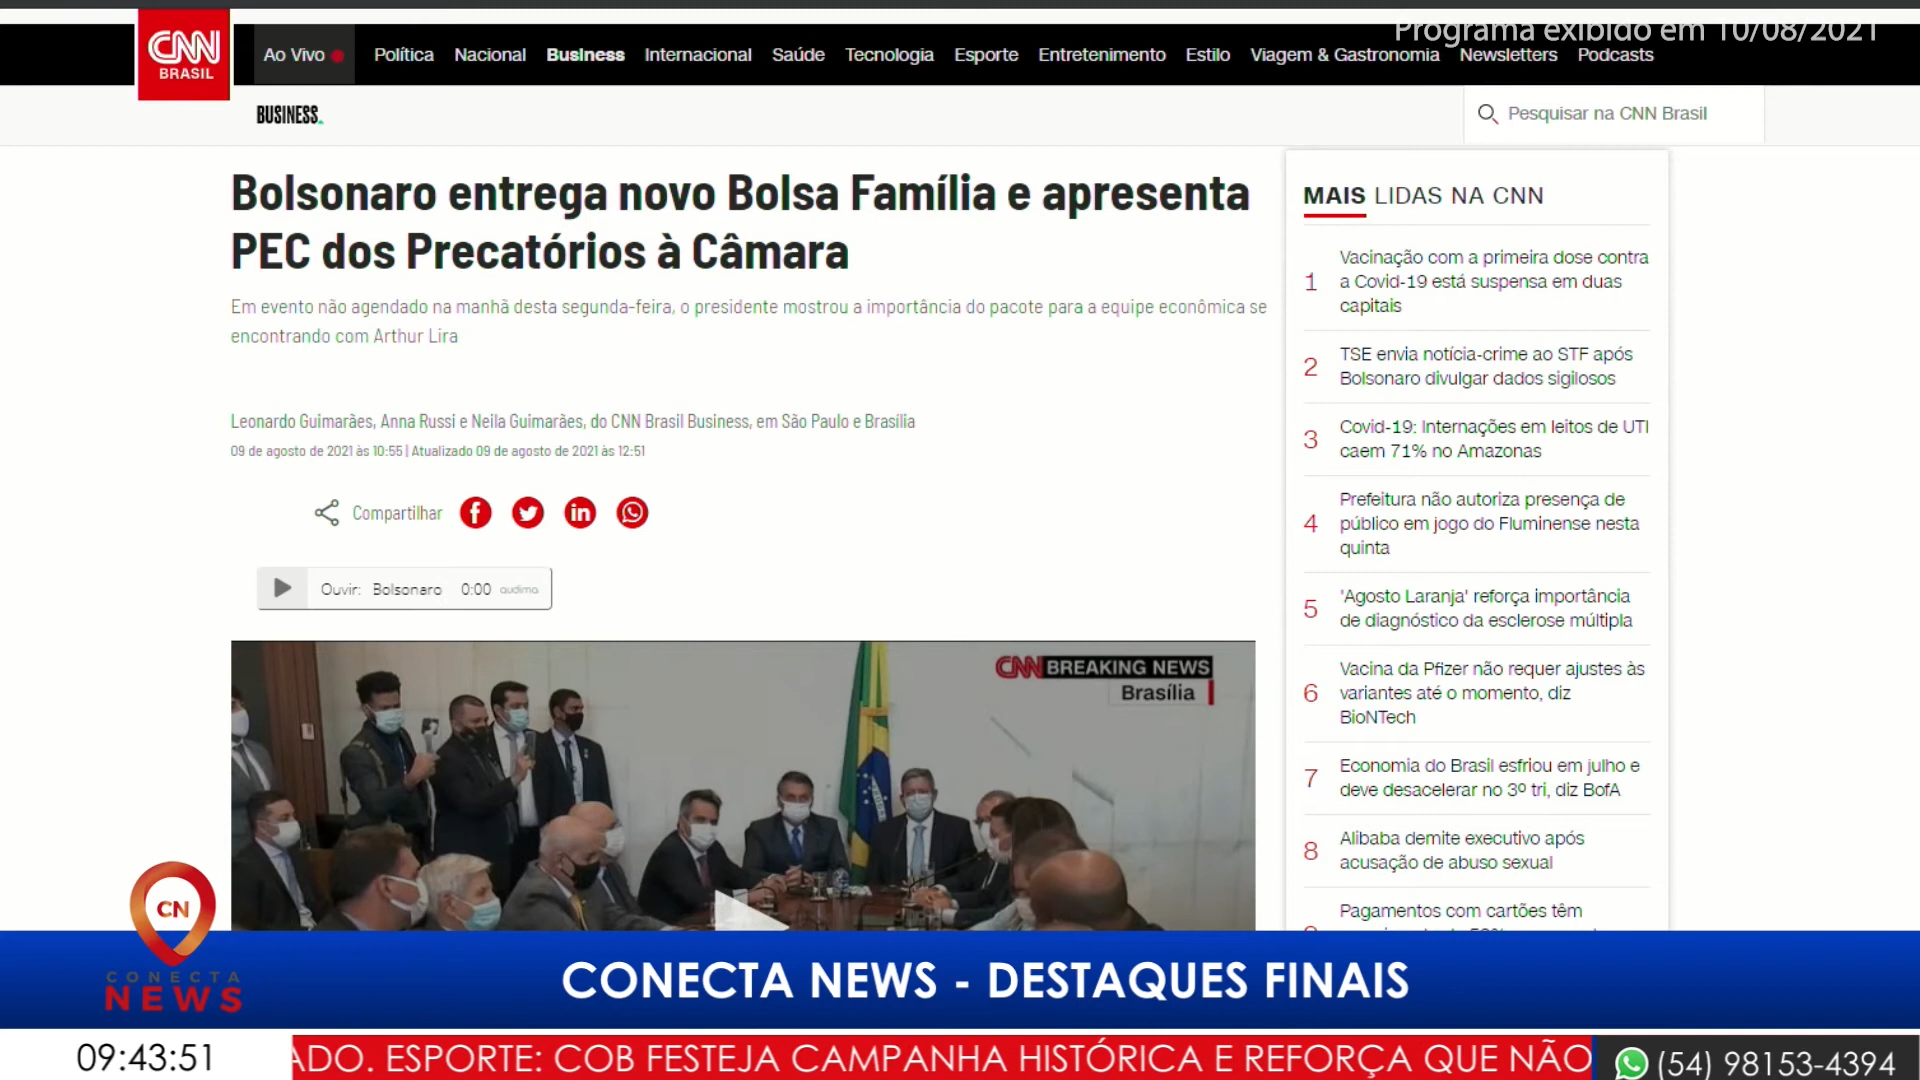 Programa exibido em 10/08/2021
CNN
BRASIL
Ao Vivo
Política
Nacional
Business
Internacional
Saúde
Tecnologia
Esporte
Entretenimento
Estilo
Viagem & Gastronomia
Newsletters
Podcasts
BUSINESS.
Pesquisar na CNN Brasil
Bolsonaro entrega novo Bolsa Família e apresenta
PEC dos Precatórios à Câmara
Em evento não agendado na manhã desta segunda-feira, o presidente mostrou a importância do pacote para a equipe econômica se
encontrando com Arthur Lira
Leonardo Guimarães, Anna Russi e Neila Guimarães, do CNN Brasil Business, em São Paulo e Brasília
09 de agosto de 2021 às 10:55 | Atualizado 09 de agosto de 2021 às 12:51
Compartilhar
Ouvir: Bolsonaro 0:00 audima
CNN BREAKING NEWS
Brasília
MAIS LIDAS NA CNN
1
Vacinação com a primeira dose contra
a Covid-19 está suspensa em duas
capitais
2
TSE envia notícia-crime ao STF após
Bolsonaro divulgar dados sigilosos
3
Covid-19: Internações em leitos de UTI
caem 71% no Amazonas
4
Prefeitura não autoriza presença de
público em jogo do Fluminense nesta
quinta
5
'Agosto Laranja' reforça importância
de diagnóstico da esclerose múltipla
6
Vacina da Pfizer não requer ajustes às
variantes até o momento, diz
BioNTech
7
Economia do Brasil esfriou em julho e
deve desacelerar no 3º tri, diz BofA
8
Alibaba demite executivo após
acusação de abuso sexual
Pagamentos com cartões têm
CN
CONECTA
NEWS
CONECTA NEWS - DESTAQUES FINAIS
09:43:51
ADO. ESPORTE: COB FESTEJA CAMPANHA HISTÓRICA E REFORÇA QUE NÃO
(54) 98153-4394